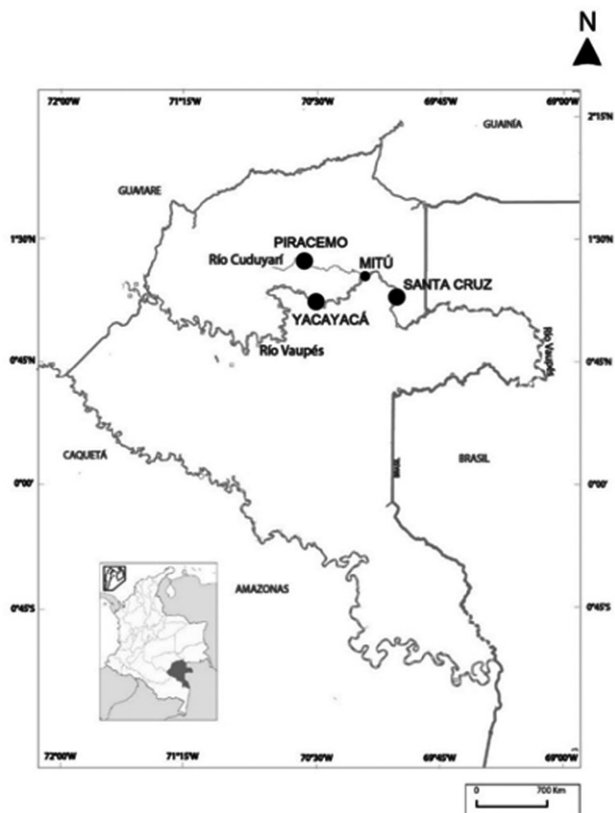 N
72°00'W 71°15'W 70°30'W 69°45'W 69°00'W
2°15'N
GUAINÍA
GUAVIARE
1°30'N 1°30'N
PIRACEMO
Río Cuduyarí
MITÚ
SANTA CRUZ
YACAYACÁ
Río Vaupés
Río Vaupés
0°45'N 0°45'N
CAQUETÁ
BRASIL
0°00' 0°00'
AMAZONAS
0°45'S 0°45'S
72°00'W 71°15'W 70°30'W 69°45'W 69°00'W
0 700 Km